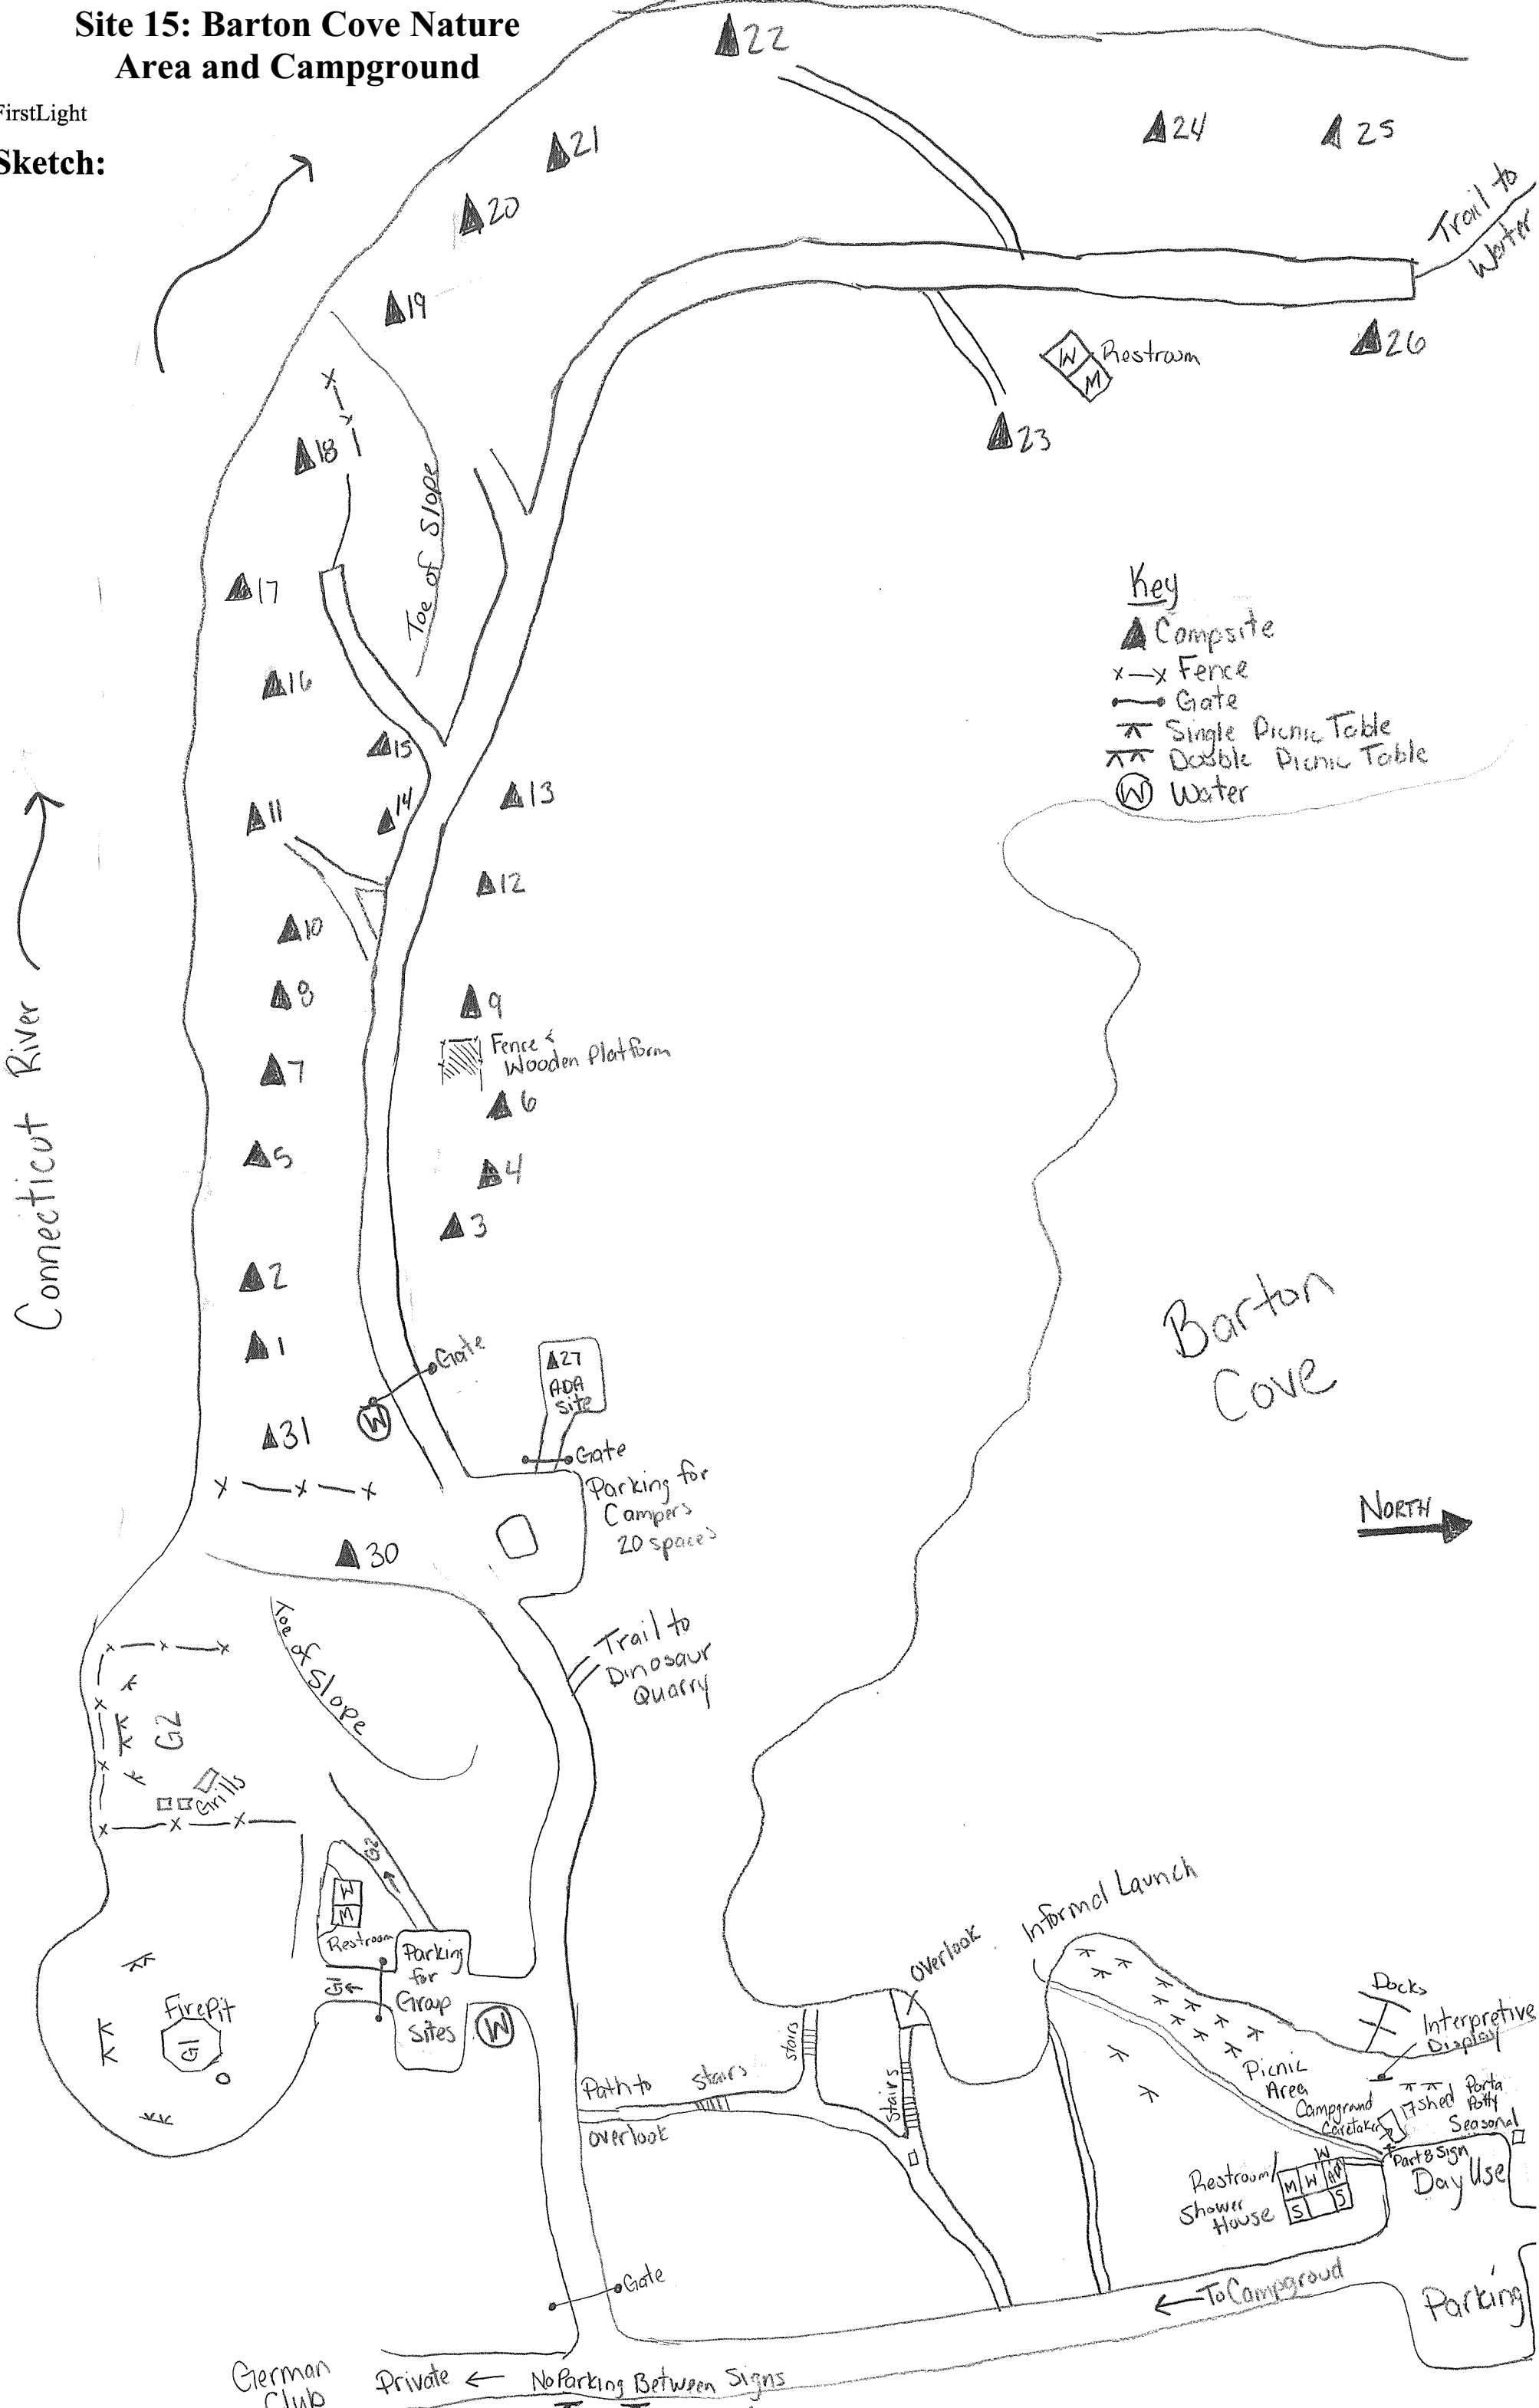 Site 15: Barton Cove Nature
Area and Campground
FirstLight
Sketch:
22
21
20
19
24
25
Trail to
Water
26
W
M
Restroom
23
18
Toe of Slope
17
16
15
14
13
11
12
10
8
9
Fence &
Wooden Platform
7
6
5
4
3
2
1
31
30
Connecticut River
Key
Campsite
x—x Fence
Gate
Single Picnic Table
Double Picnic Table
W Water
Barton
Cove
NORTH
Gate
W
27
ADA
Site
Gate
Parking for
Campers
20 spaces
Trail to
Dinosaur
Quarry
Toe of Slope
G2
Grills
G2
W
M
Restroom
G1
Parking
for
Group
Sites
W
FirePit
G1
Path to
stairs
overlook
stairs
stairs
Overlook
Informal Launch
Docks
Interpretive
Display
Picnic
Area
Campground
Caretaker
shed
Porta
Potty
Seasonal
Part 8 Sign
Day Use
Restroom/
Shower
House
W
M
W
S
S
Gate
To Campgroud
Parking
German
Club
Private
No Parking Between Signs